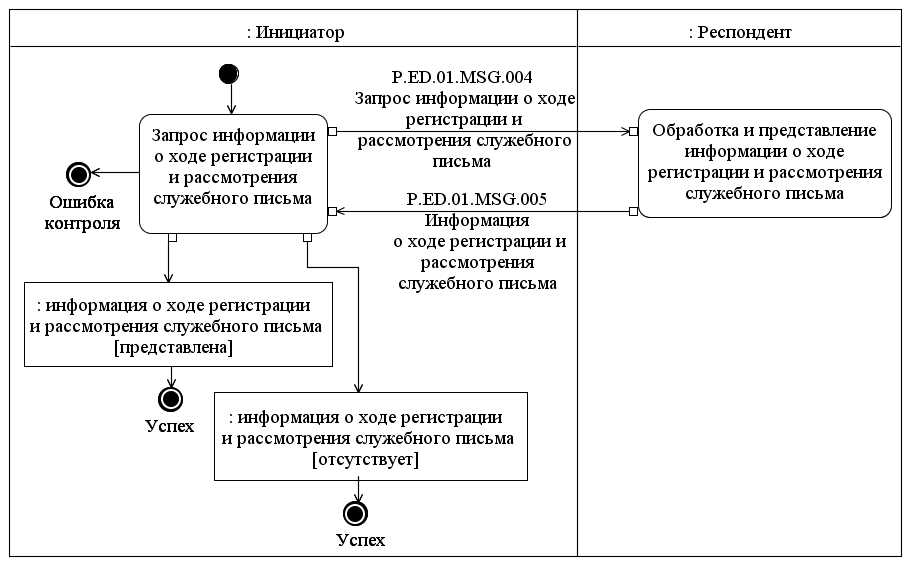 : Инициатор
: Респондент
P.ED.01.MSG.004
Запрос информации о ходе
регистрации и
рассмотрения служебного
письма
Запрос информации
о ходе регистрации
и рассмотрения
служебного письма
Обработка и представление
информации о ходе
регистрации и рассмотрения
служебного письма
Ошибка
контроля
P.ED.01.MSG.005
Информация
о ходе регистрации и
рассмотрения
служебного письма
: информация о ходе регистрации
и рассмотрения служебного письма
[представлена]
Успех
: информация о ходе регистрации
и рассмотрения служебного письма
[отсутствует]
Успех